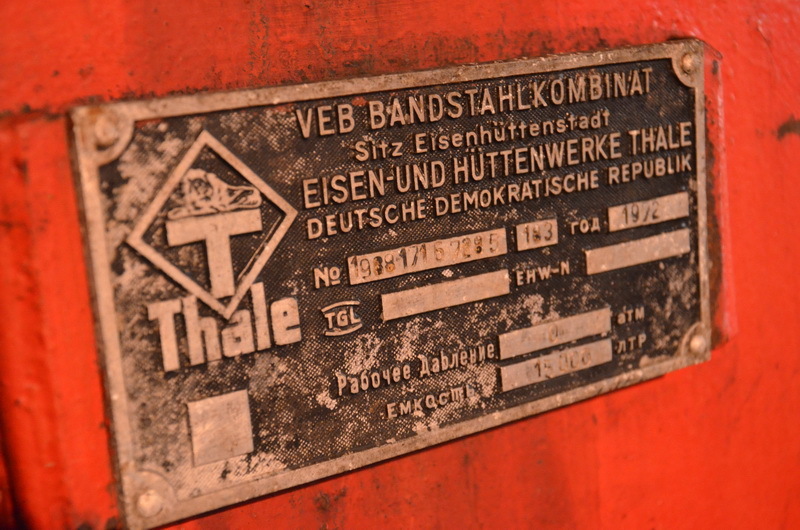 VEB BANDSTAHLKOMBINAT
Sitz Eisenhüttenstadt
EISEN-UND HÜTTENWERKE THALE
DEUTSCHE DEMOKRATISCHE REPUBLIK
T
Thale
No 183 год 1972
TGL EHW-N
Рабочее Давление атм
Емкость ЛТР